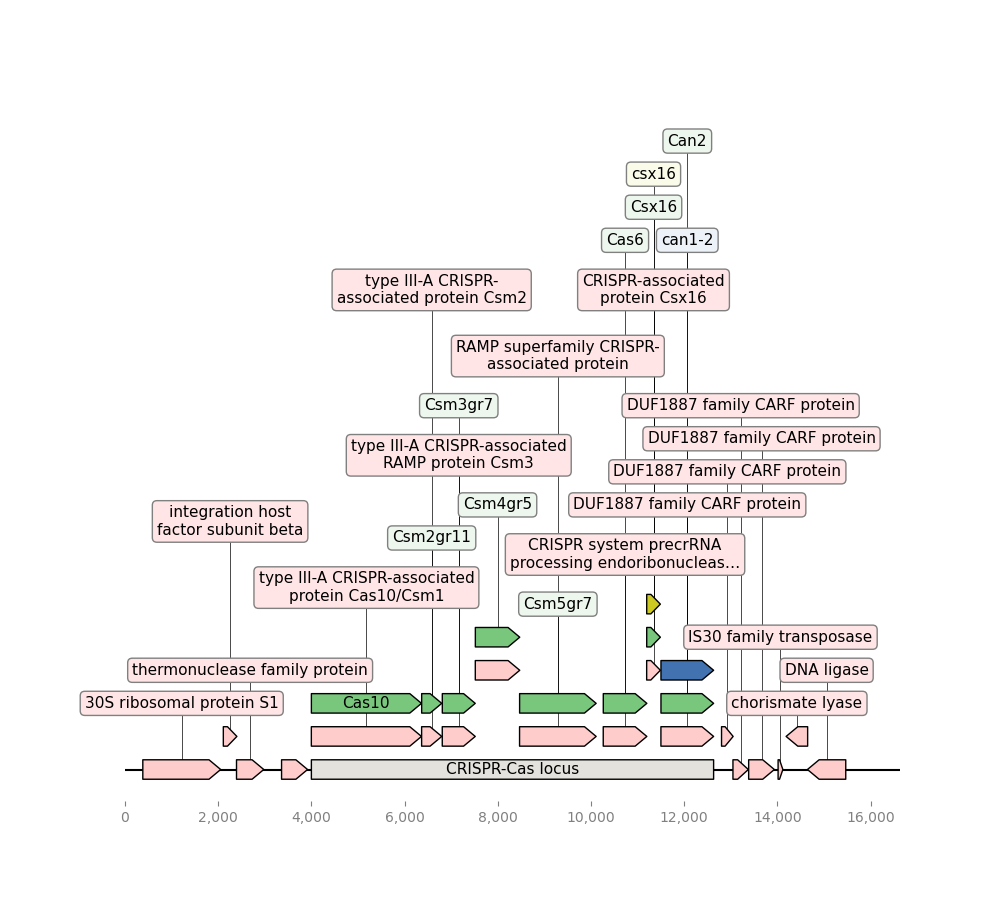 Can2
csx16
Csx16
Cas6
can1-2
type III-A CRISPR-
associated protein Csm2
CRISPR-associated
protein Csx16
RAMP superfamily CRISPR-
associated protein
Csm3gr7
DUF1887 family CARF protein
DUF1887 family CARF protein
type III-A CRISPR-associated
RAMP protein Csm3
DUF1887 family CARF protein
Csm4gr5
DUF1887 family CARF protein
integration host
factor subunit beta
Csm2gr11
CRISPR system precrRNA
processing endoribonucleas...
type III-A CRISPR-associated
protein Cas10/Csm1
Csm5gr7
IS30 family transposase
thermonuclease family protein
DNA ligase
30S ribosomal protein S1
Cas10
chorismate lyase
CRISPR-Cas locus
0
2,000
4,000
6,000
8,000
10,000
12,000
14,000
16,000